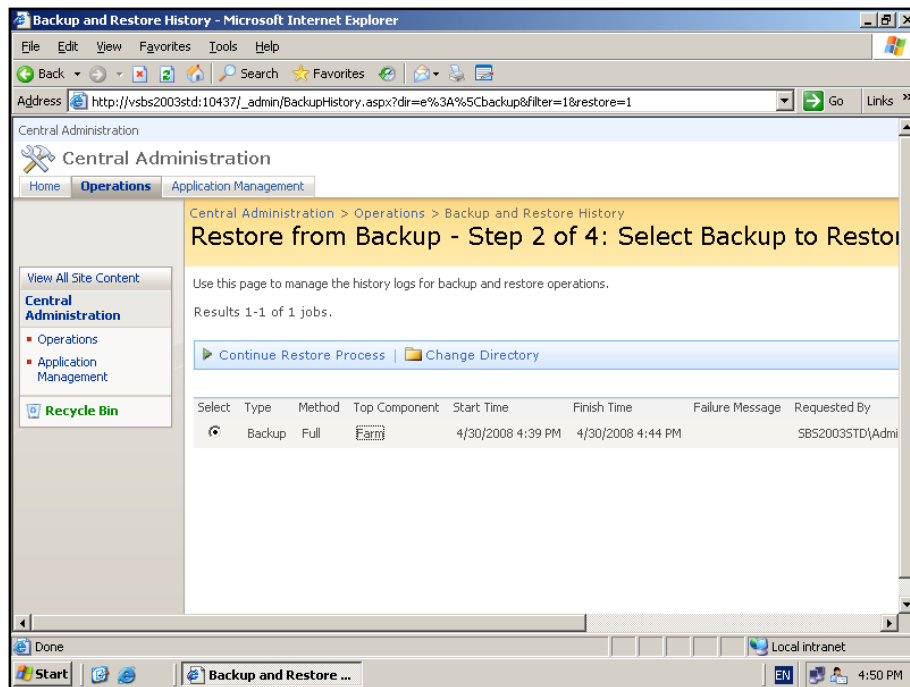 Backup and Restore History - Microsoft Internet Explorer
File Edit View Favorites Tools Help
Back Search Favorites
Address http://vsbs2003std:10437/_admin/BackupHistory.aspx?dir=e%3A%5Cbackup&filter=1&restore=1 Go Links »
Central Administration
Central Administration
Home Operations Application Management
Central Administration > Operations > Backup and Restore History
Restore from Backup - Step 2 of 4: Select Backup to Restor
View All Site Content
Central
Administration
Operations
Application
Management
Recycle Bin
Use this page to manage the history logs for backup and restore operations.
Results 1-1 of 1 jobs.
Continue Restore Process | Change Directory
Select Type Method Top Component Start Time Finish Time Failure Message Requested By
Backup Full Farm 4/30/2008 4:39 PM 4/30/2008 4:44 PM SBS2003STD\Admi
Done Local intranet
Start Backup and Restore ... EN 4:50 PM